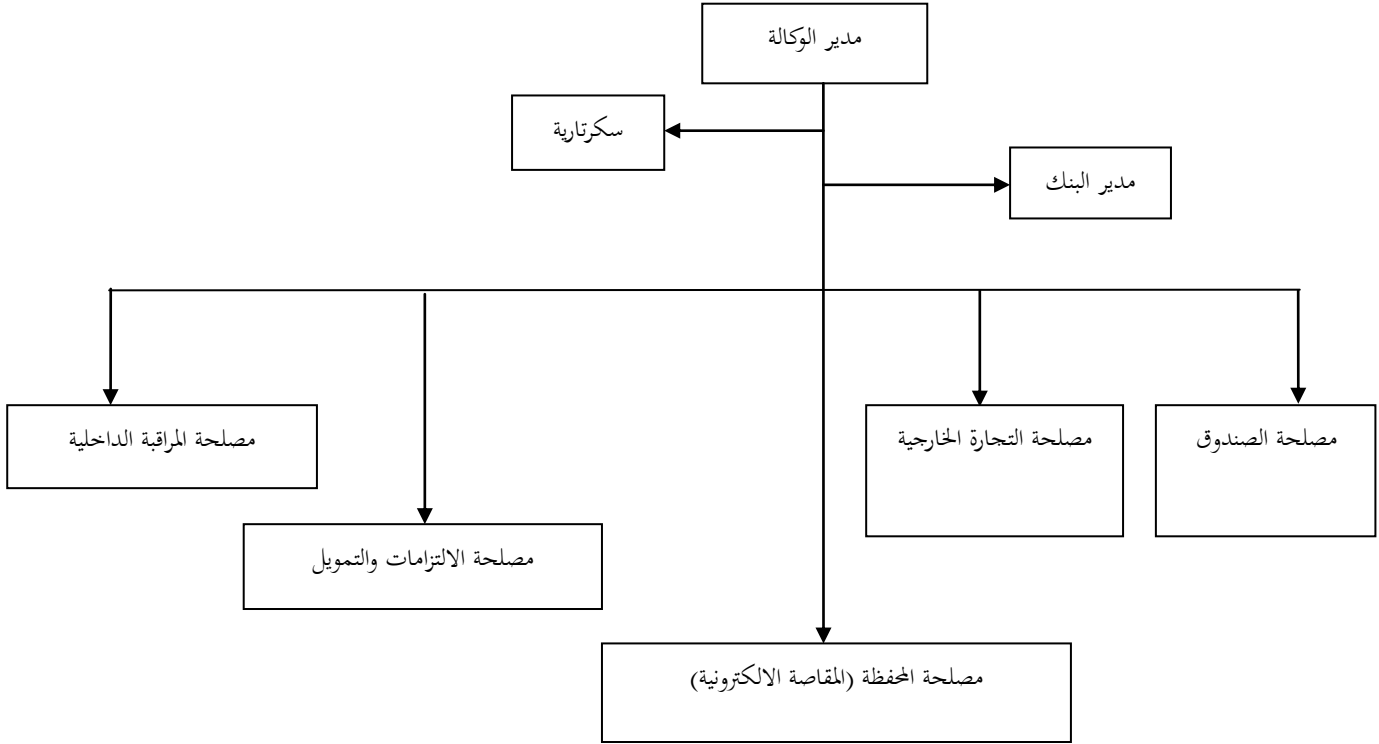 مدير الوكالة
سكرتارية
مدير البنك
مصلحة الصندوق
مصلحة التجارة الخارجية
مصلحة المراقبة الداخلية
مصلحة الالتزامات والتمويل
مصلحة المحفظة (المقاصة الالكترونية)